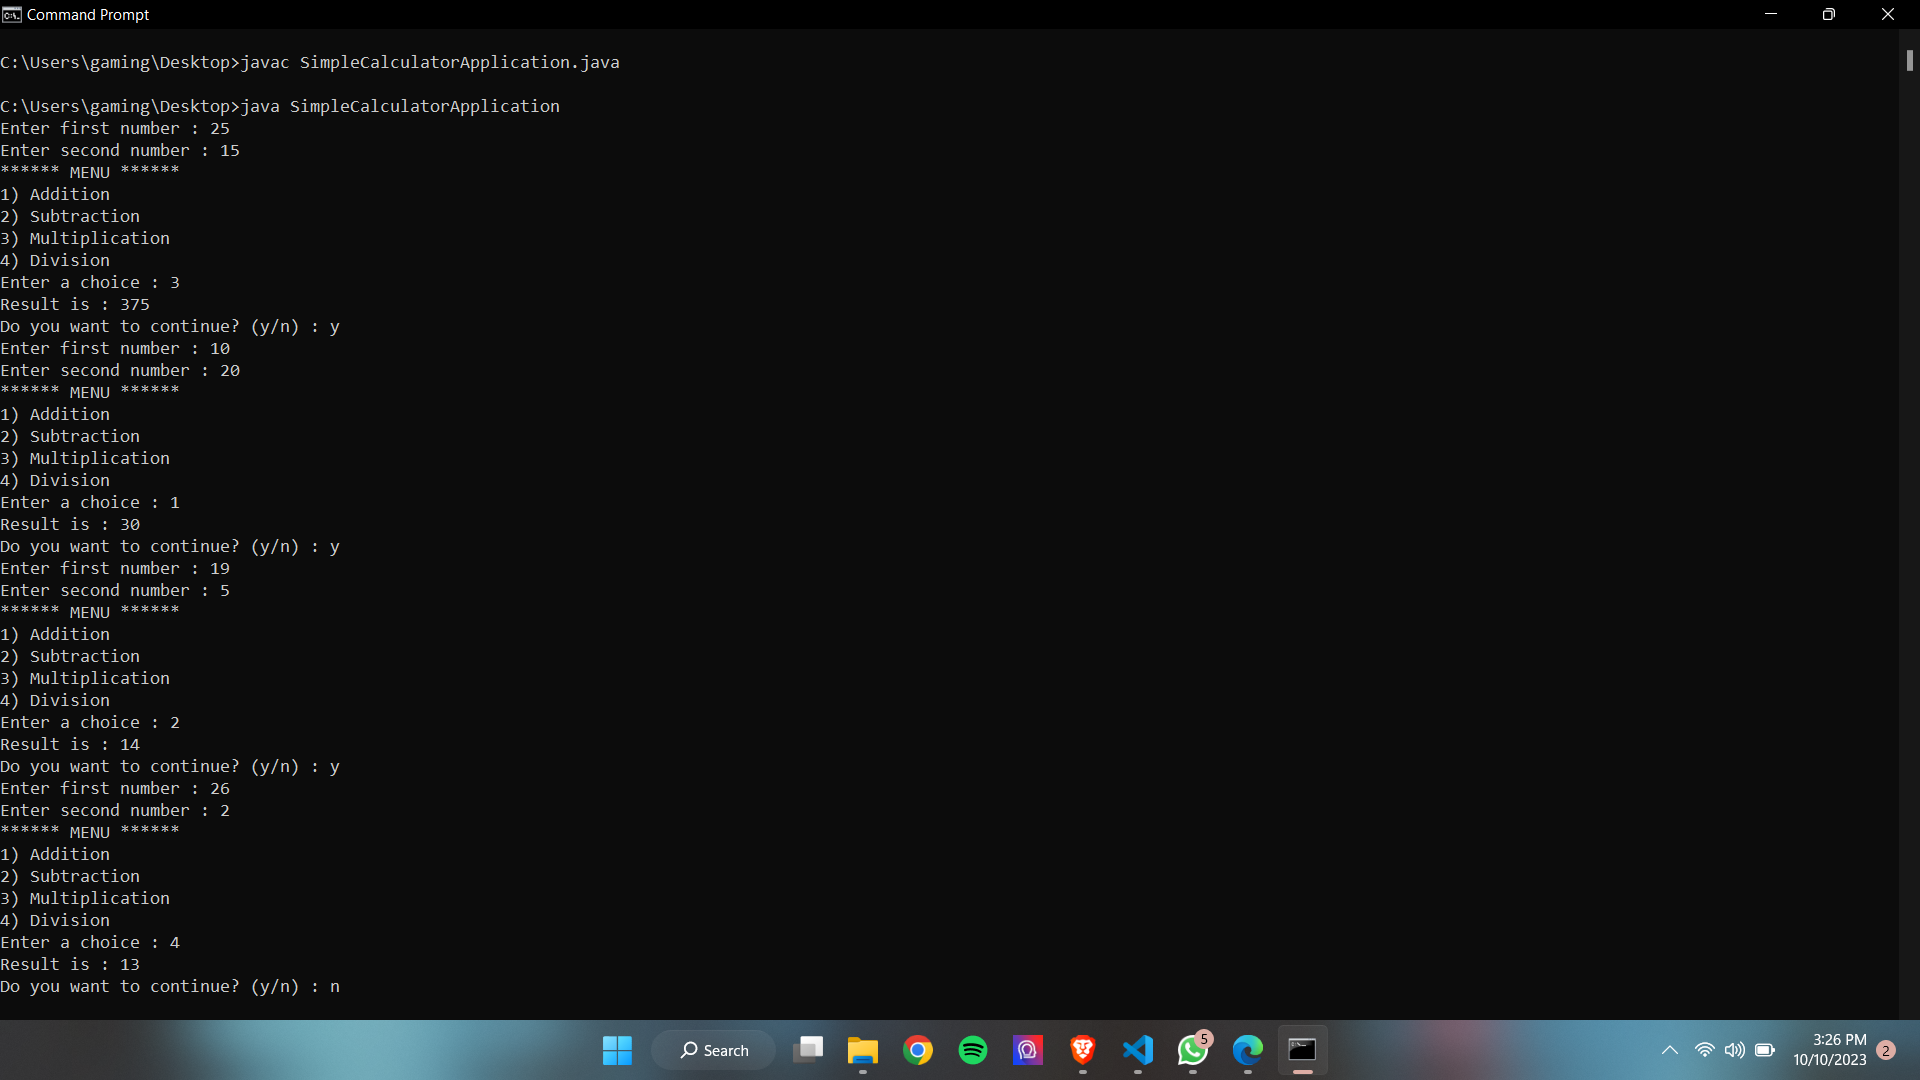 Command Prompt
C:\Users\gaming\Desktop>javac SimpleCalculatorApplication.java
C:\Users\gaming\Desktop>java SimpleCalculatorApplication
Enter first number : 25
Enter second number : 15
****** MENU ******
1) Addition
2) Subtraction
3) Multiplication
4) Division
Enter a choice : 3
Result is : 375
Do you want to continue? (y/n) : y
Enter first number : 10
Enter second number : 20
****** MENU ******
1) Addition
2) Subtraction
3) Multiplication
4) Division
Enter a choice : 1
Result is : 30
Do you want to continue? (y/n) : y
Enter first number : 19
Enter second number : 5
****** MENU ******
1) Addition
2) Subtraction
3) Multiplication
4) Division
Enter a choice : 2
Result is : 14
Do you want to continue? (y/n) : y
Enter first number : 26
Enter second number : 2
****** MENU ******
1) Addition
2) Subtraction
3) Multiplication
4) Division
Enter a choice : 4
Result is : 13
Do you want to continue? (y/n) : n
Search
5
3:26 PM
10/10/2023
2